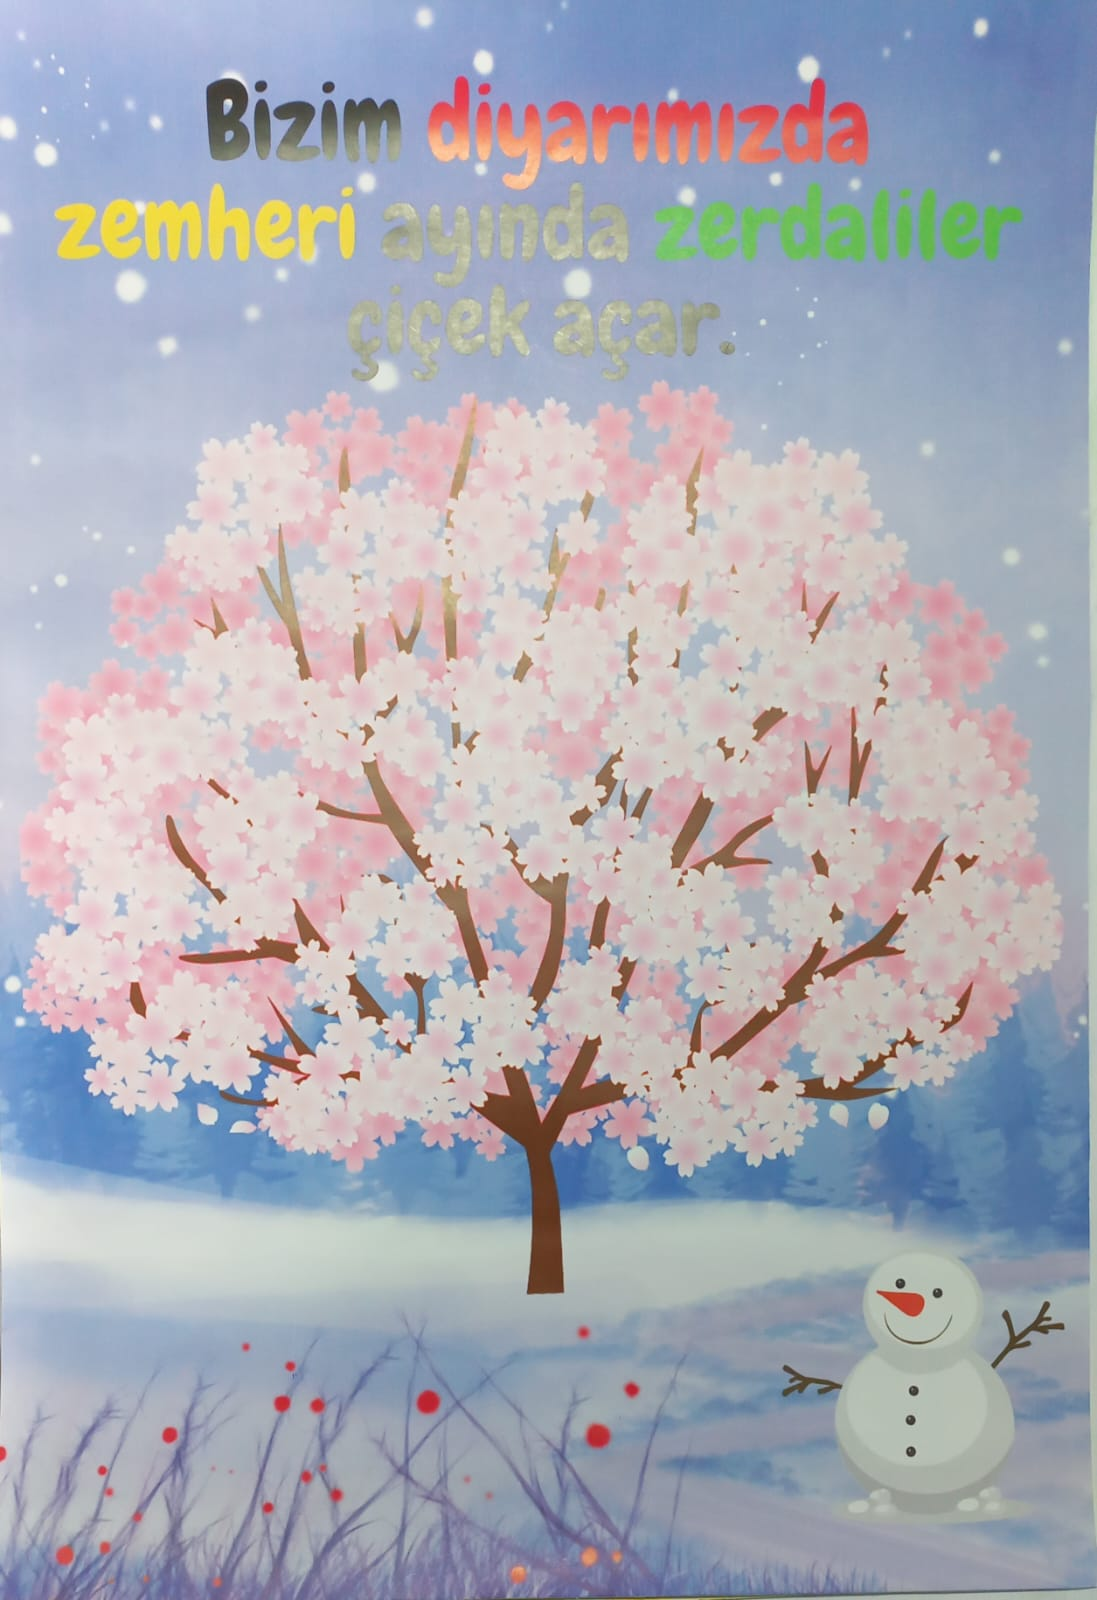 Bizim diyarımızda
zemheri ayında zerdaliler
çiçek açar.